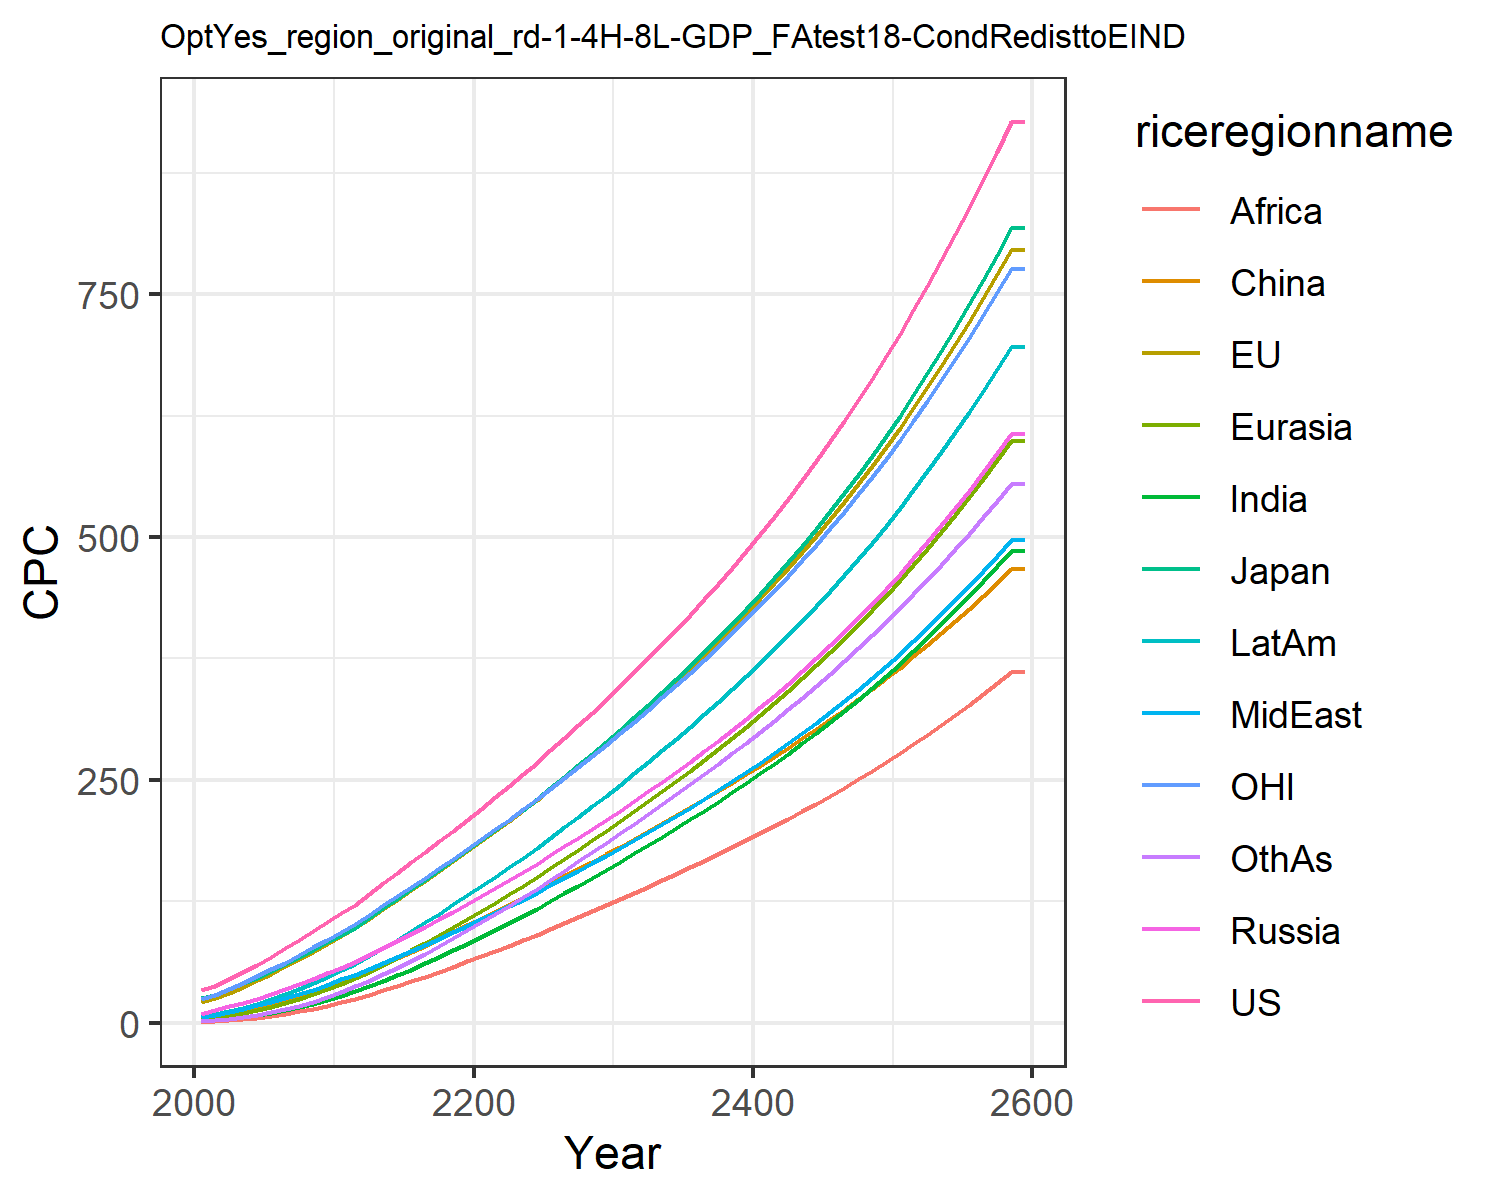 OptYes_region_original_rd-1-4H-8L-GDP_FAtest18-CondRedisttoEIND
CPC
750
500
250
0
2000
2200
2400
2600
Year
riceregionname
Africa
China
EU
Eurasia
India
Japan
LatAm
MidEast
OHI
OthAs
Russia
US